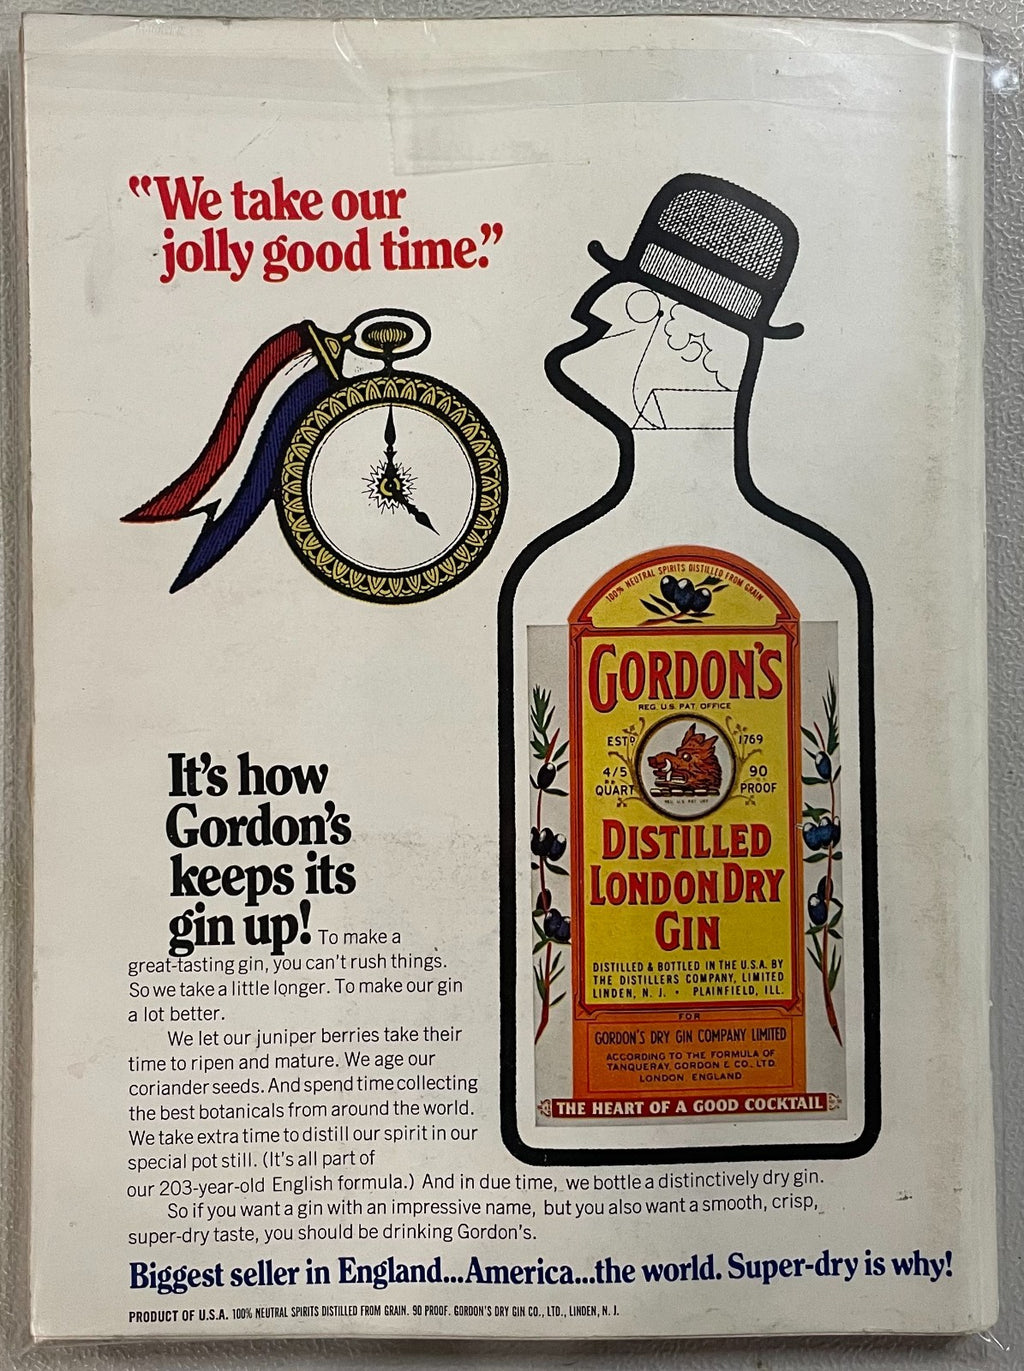 “We take our
jolly good time.”
It's how
Gordon's
keeps its
gin up! To make a
great-tasting gin, you can't rush things.
So we take a little longer. To make our gin
a lot better.
We let our juniper berries take their
time to ripen and mature. We age our
coriander seeds. And spend time collecting
the best botanicals from around the world.
We take extra time to distill our spirit in our
special pot still. (It's all part of
our 203-year-old English formula.) And in due time, we bottle a distinctively dry gin.
So if you want a gin with an impressive name, but you also want a smooth, crisp,
super-dry taste, you should be drinking Gordon's.
100% NEUTRAL SPIRITS DISTILLED FROM GRAIN
GORDON'S
REG. U.S. PAT. OFFICE
ESTD 1769
4/5 90
QUART PROOF
REG. U.S. PAT. OFF.
DISTILLED
LONDON DRY
GIN
DISTILLED & BOTTLED IN THE U.S.A. BY
THE DISTILLERS COMPANY, LIMITED
LINDEN, N. J. • PLAINFIELD, ILL.
FOR
GORDON'S DRY GIN COMPANY LIMITED
ACCORDING TO THE FORMULA OF
TANQUERAY, GORDON & CO., LTD.
LONDON, ENGLAND
THE HEART OF A GOOD COCKTAIL
Biggest seller in England...America...the world. Super-dry is why!
PRODUCT OF U.S.A. 100% NEUTRAL SPIRITS DISTILLED FROM GRAIN. 90 PROOF. GORDON'S DRY GIN CO., LTD., LINDEN, N. J.